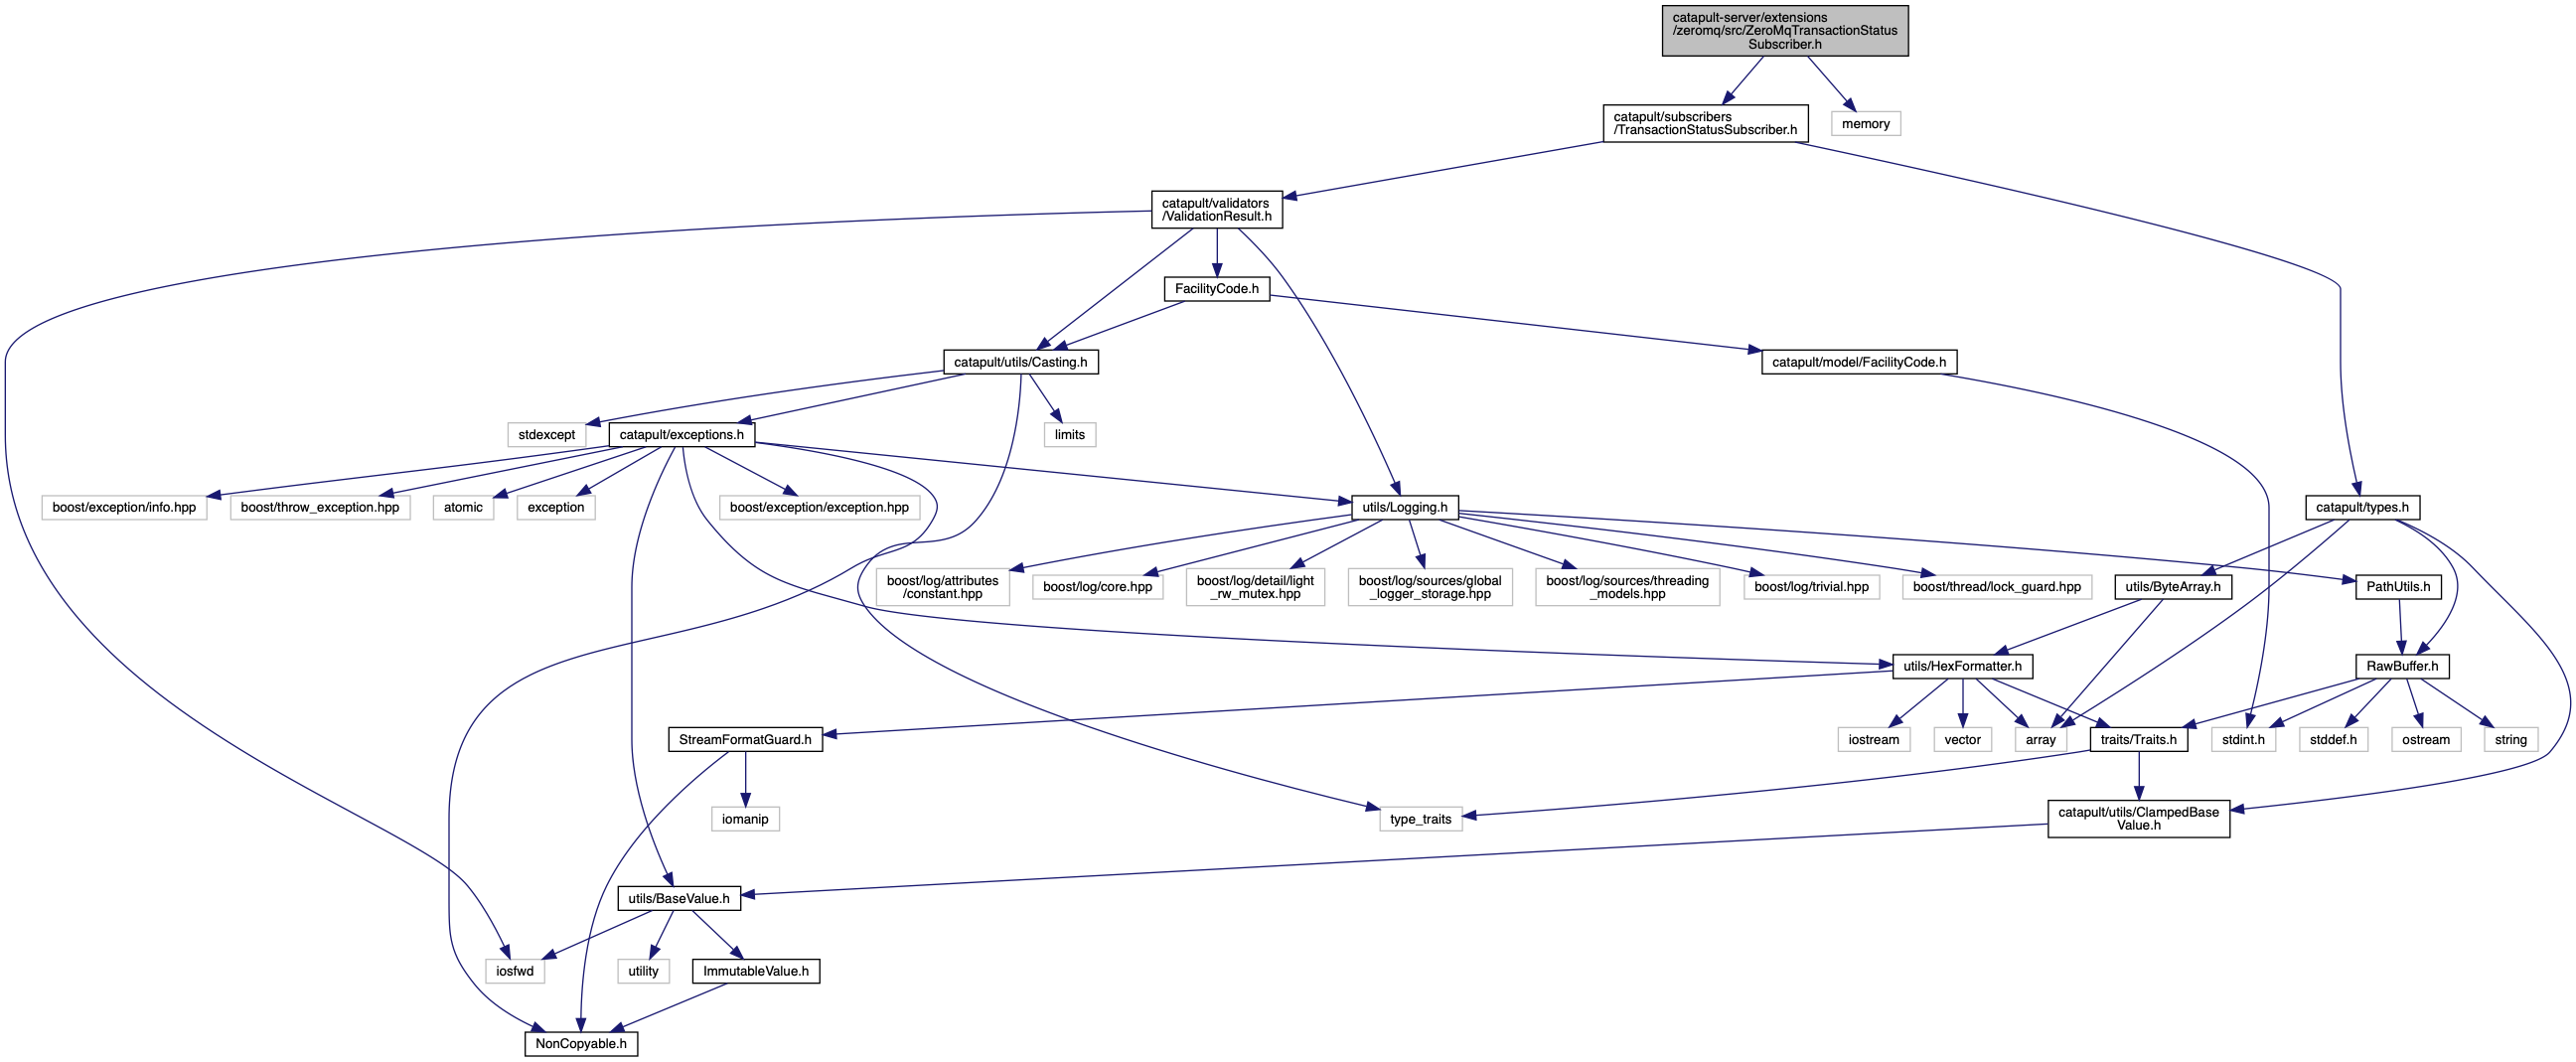 catapult-server/extensions
/zeromq/src/ZeroMqTransactionStatus
Subscriber.h
catapult/subscribers
/TransactionStatusSubscriber.h
memory
catapult/validators
/ValidationResult.h
FacilityCode.h
catapult/utils/Casting.h
catapult/model/FacilityCode.h
stdexcept
catapult/exceptions.h
limits
boost/exception/info.hpp
boost/throw_exception.hpp
atomic
exception
boost/exception/exception.hpp
utils/Logging.h
catapult/types.h
boost/log/attributes
/constant.hpp
boost/log/core.hpp
boost/log/detail/light
_rw_mutex.hpp
boost/log/sources/global
_logger_storage.hpp
boost/log/sources/threading
_models.hpp
boost/log/trivial.hpp
boost/thread/lock_guard.hpp
utils/ByteArray.h
PathUtils.h
utils/HexFormatter.h
RawBuffer.h
StreamFormatGuard.h
iostream
vector
array
traits/Traits.h
stdint.h
stddef.h
ostream
string
iomanip
type_traits
catapult/utils/ClampedBase
Value.h
utils/BaseValue.h
iosfwd
utility
ImmutableValue.h
NonCopyable.h